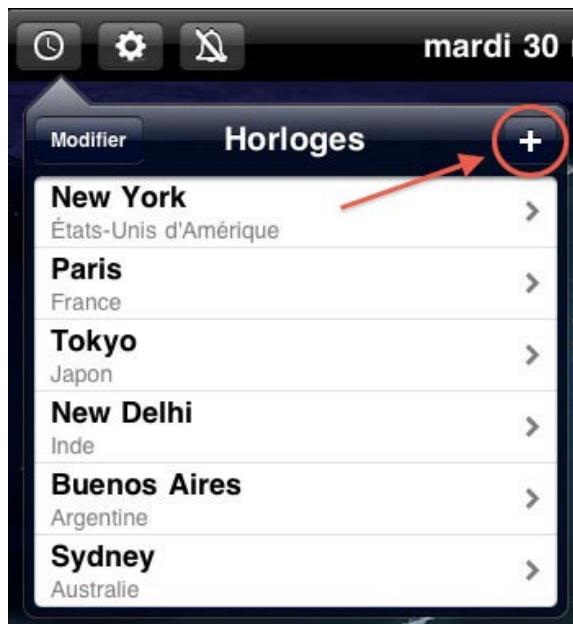 mardi 30
Modifier
Horloges
+
New York
États-Unis d'Amérique
Paris
France
Tokyo
Japon
New Delhi
Inde
Buenos Aires
Argentine
Sydney
Australie